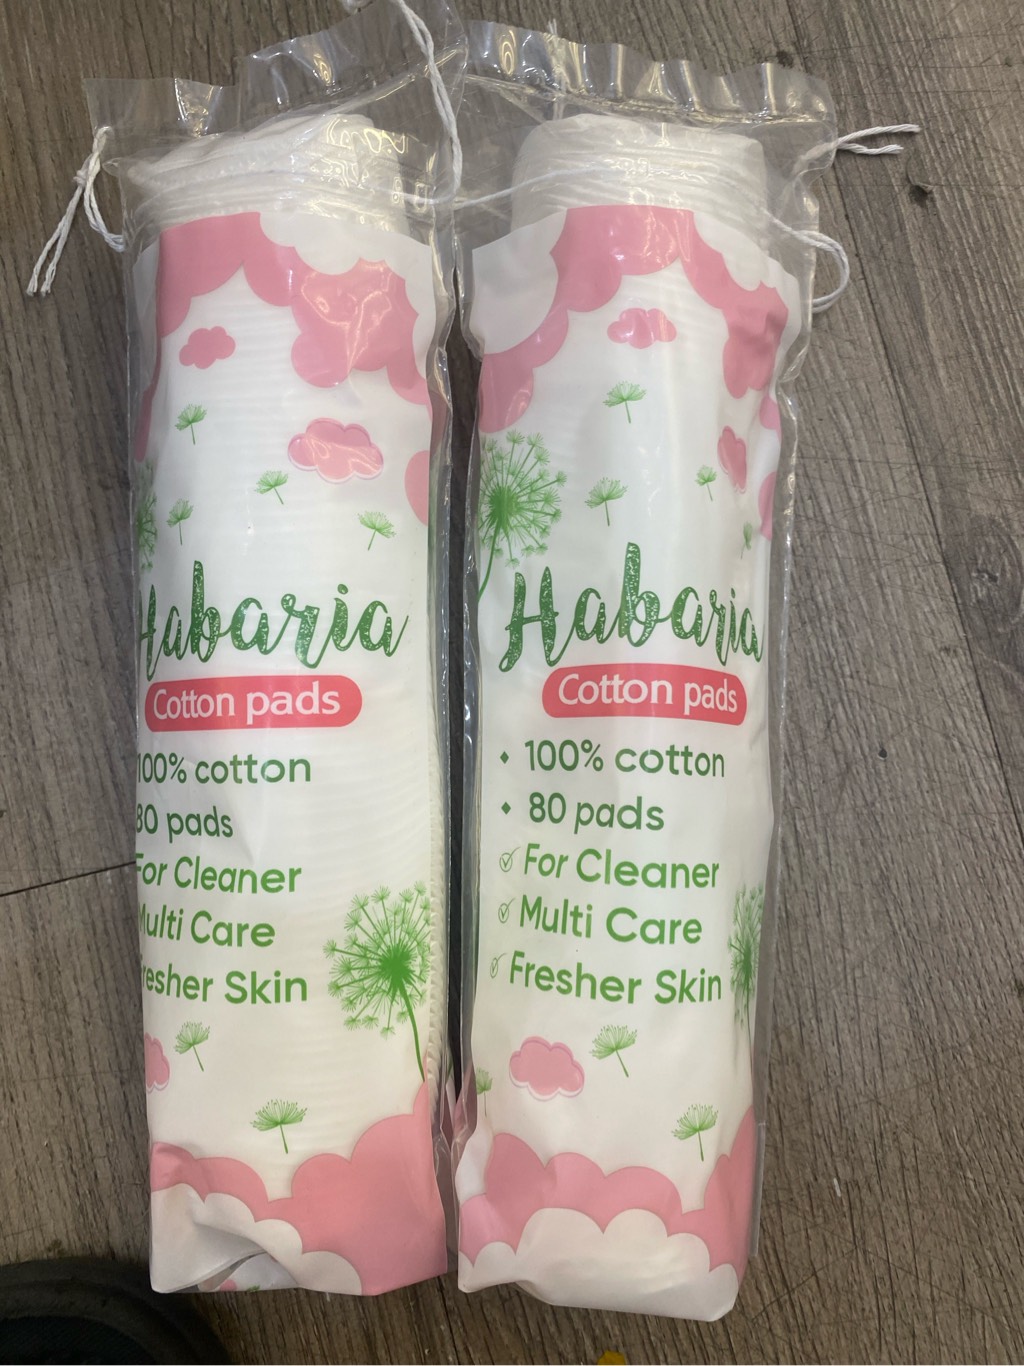 Habaria
Cotton pads
100% cotton
80 pads
For Cleaner
Multi Care
Fresher Skin
Habaria
Cotton pads
100% cotton
80 pads
For Cleaner
Multi Care
Fresher Skin